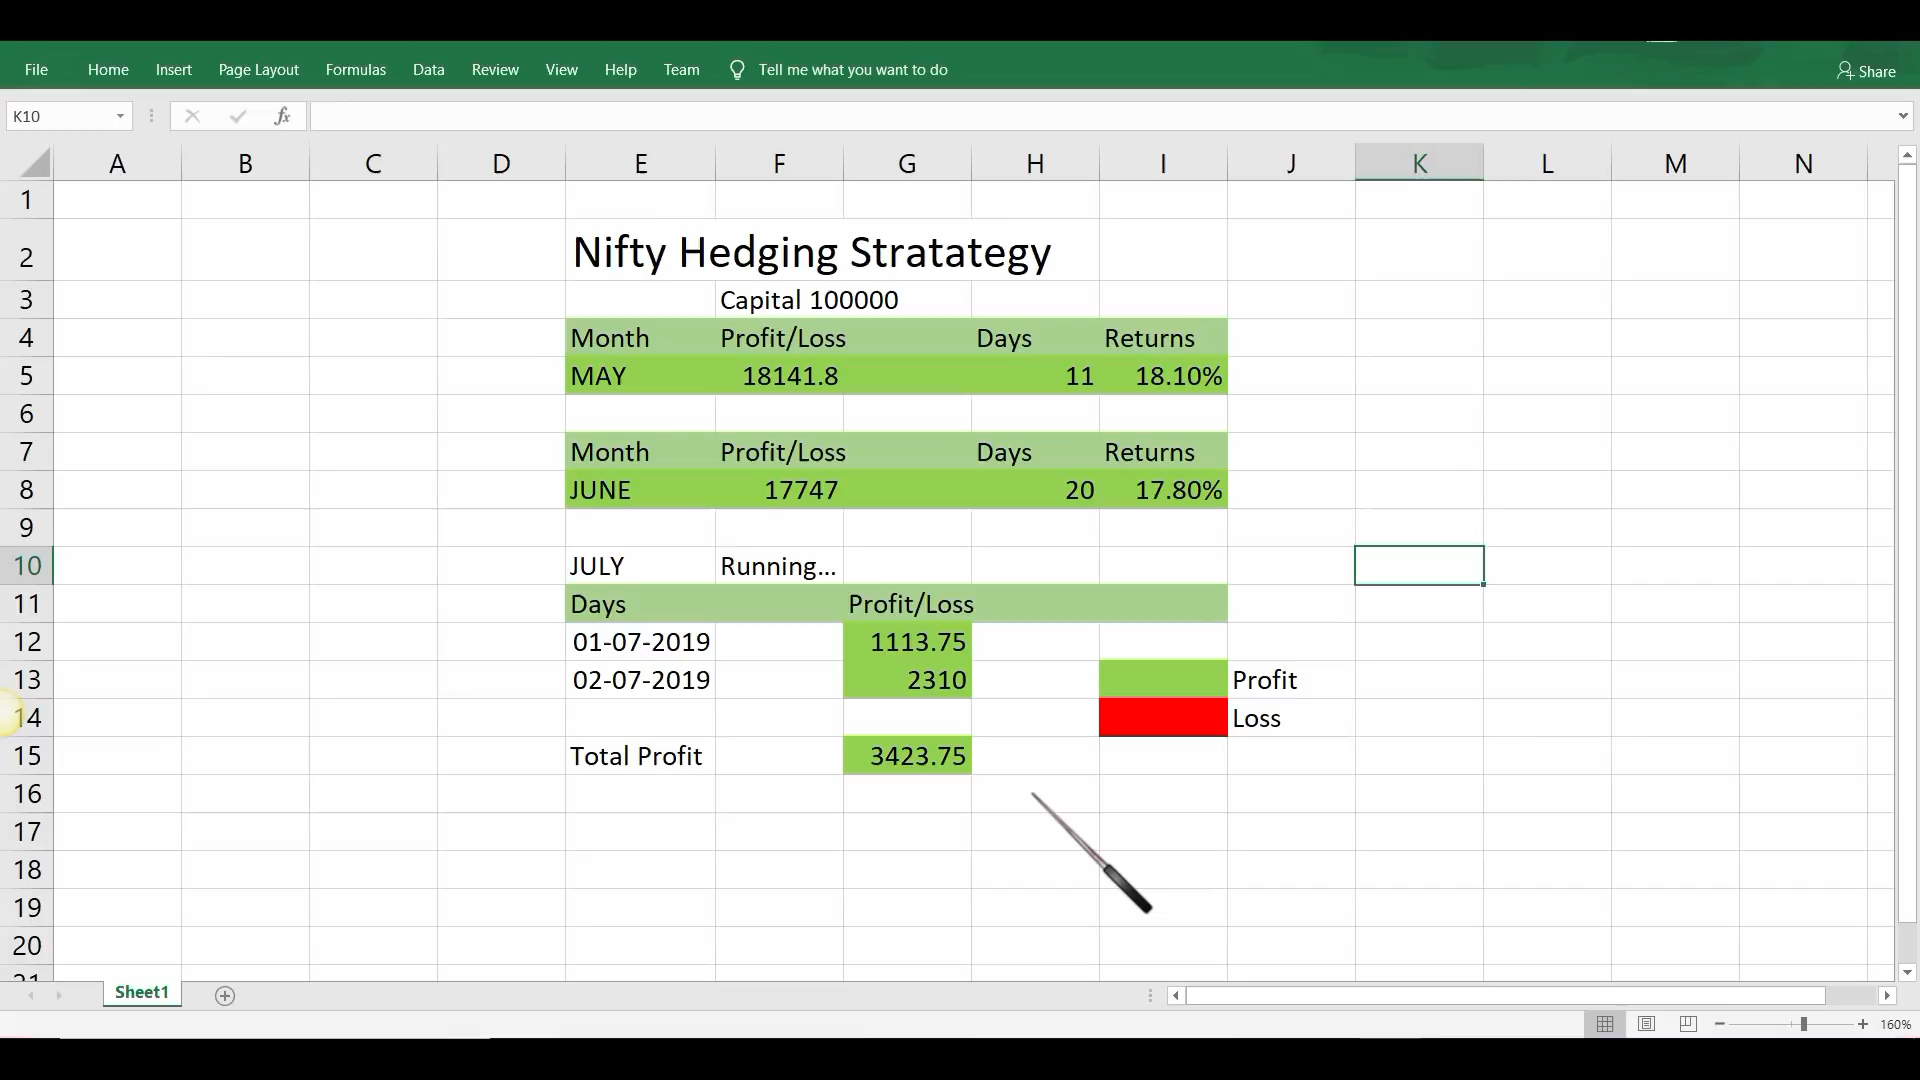 File Home Insert Page Layout Formulas Data Review View Help Team Tell me what you want to do Share
K10 fx
A B C D E F G H I J K L M N
1
2 Nifty Hedging Stratategy
3 Capital 100000
4 Month Profit/Loss Days Returns
5 MAY 18141.8 11 18.10%
6
7 Month Profit/Loss Days Returns
8 JUNE 17747 20 17.80%
9
10 JULY Running...
11 Days Profit/Loss
12 01-07-2019 1113.75
13 02-07-2019 2310 Profit
14 Loss
15 Total Profit 3423.75
16
17
18
19
20
21
Sheet1
160%